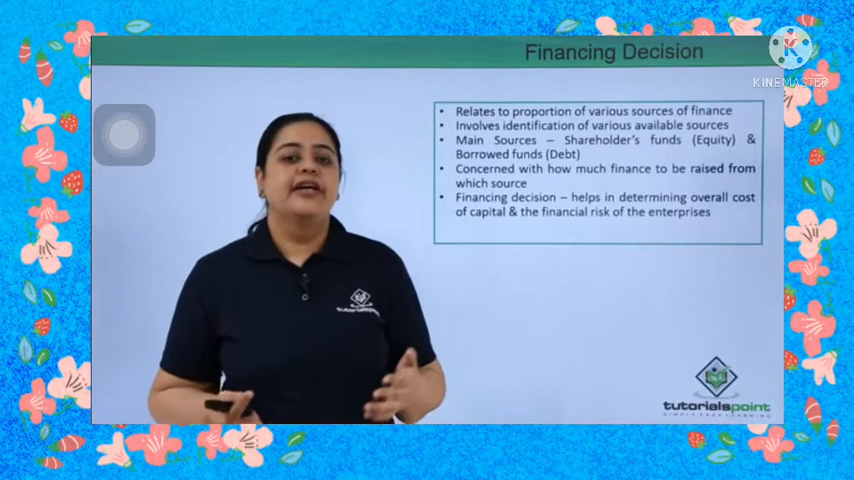 Financing Decision
K
KINEMASTER
• Relates to proportion of various sources of finance
• Involves identification of various available sources
• Main Sources – Shareholder's funds (Equity) &
Borrowed funds (Debt)
• Concerned with how much finance to be raised from
which source
• Financing decision – helps in determining overall cost
of capital & the financial risk of the enterprises
tutorialspoint
SIMPLY EASY LEARNING